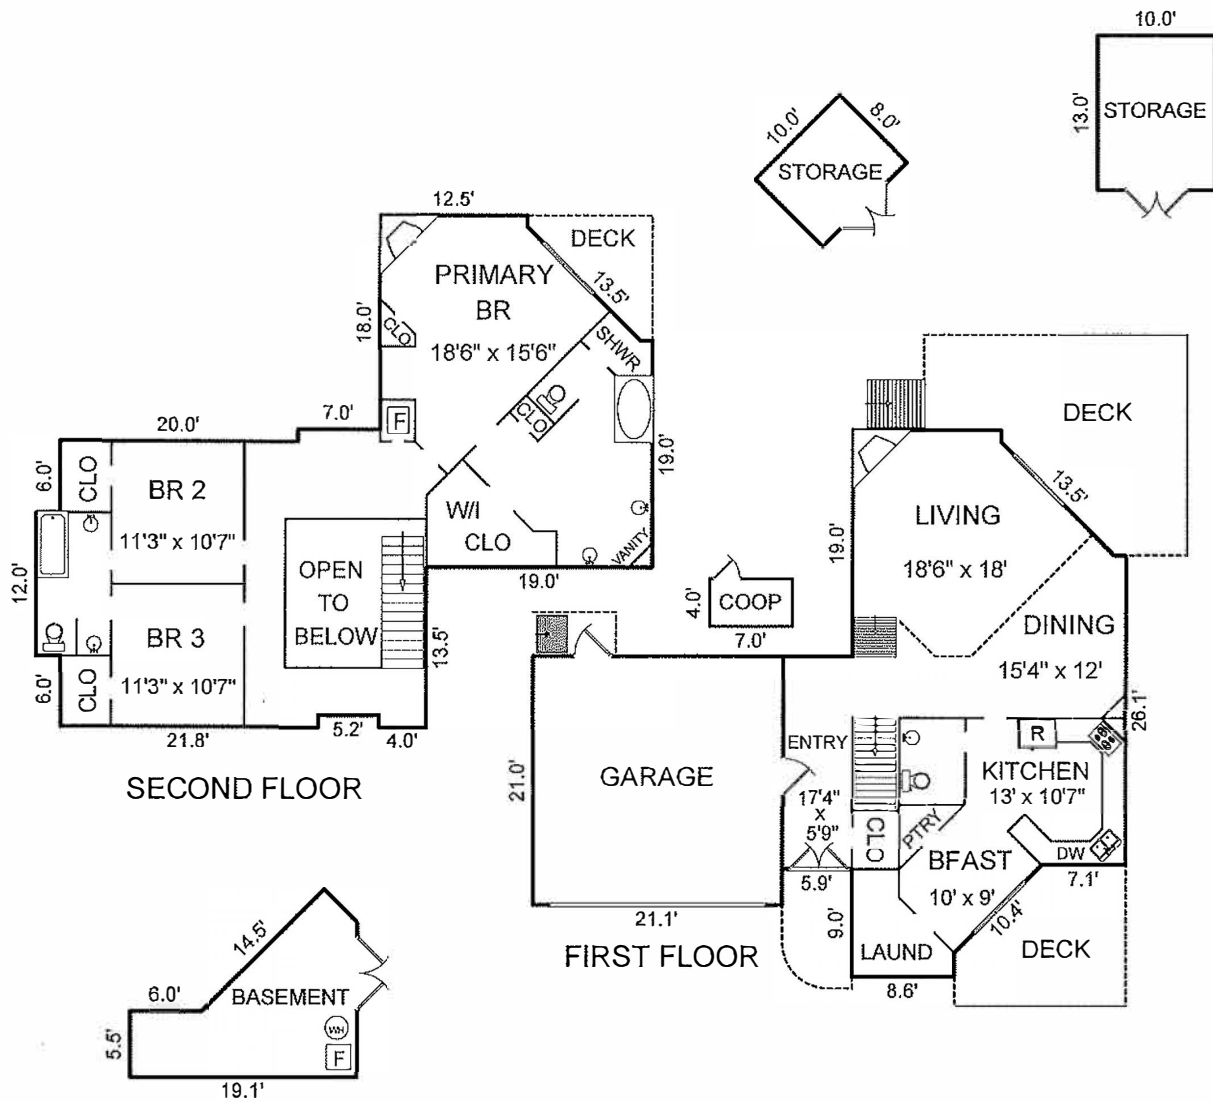 10.0'
13.0'
STORAGE
10.0'
8.0'
STORAGE
12.5'
DECK
13.5'
PRIMARY
BR
18'6" x 15'6"
18.0'
CLO
SHWR
CLO
F
7.0'
20.0'
6.0'
CLO
BR 2
11'3" x 10'7"
12.0'
BR 3
11'3" x 10'7"
6.0'
CLO
21.8'
5.2'
4.0'
OPEN
TO
BELOW
13.5'
W/I
CLO
VANITY
19.0'
19.0'
SECOND FLOOR
4.0'
COOP
7.0'
DECK
13.5'
LIVING
18'6" x 18'
19.0'
DINING
15'4" x 12'
26.1'
ENTRY
17'4"
x
5'9"
5.9'
CLO
PTRY
R
KITCHEN
13' x 10'7"
DW
7.1'
BFAST
10' x 9'
10.4'
DECK
9.0'
LAUND
8.6'
21.0'
GARAGE
21.1'
FIRST FLOOR
14.5'
6.0'
BASEMENT
5.5'
WH
F
19.1'